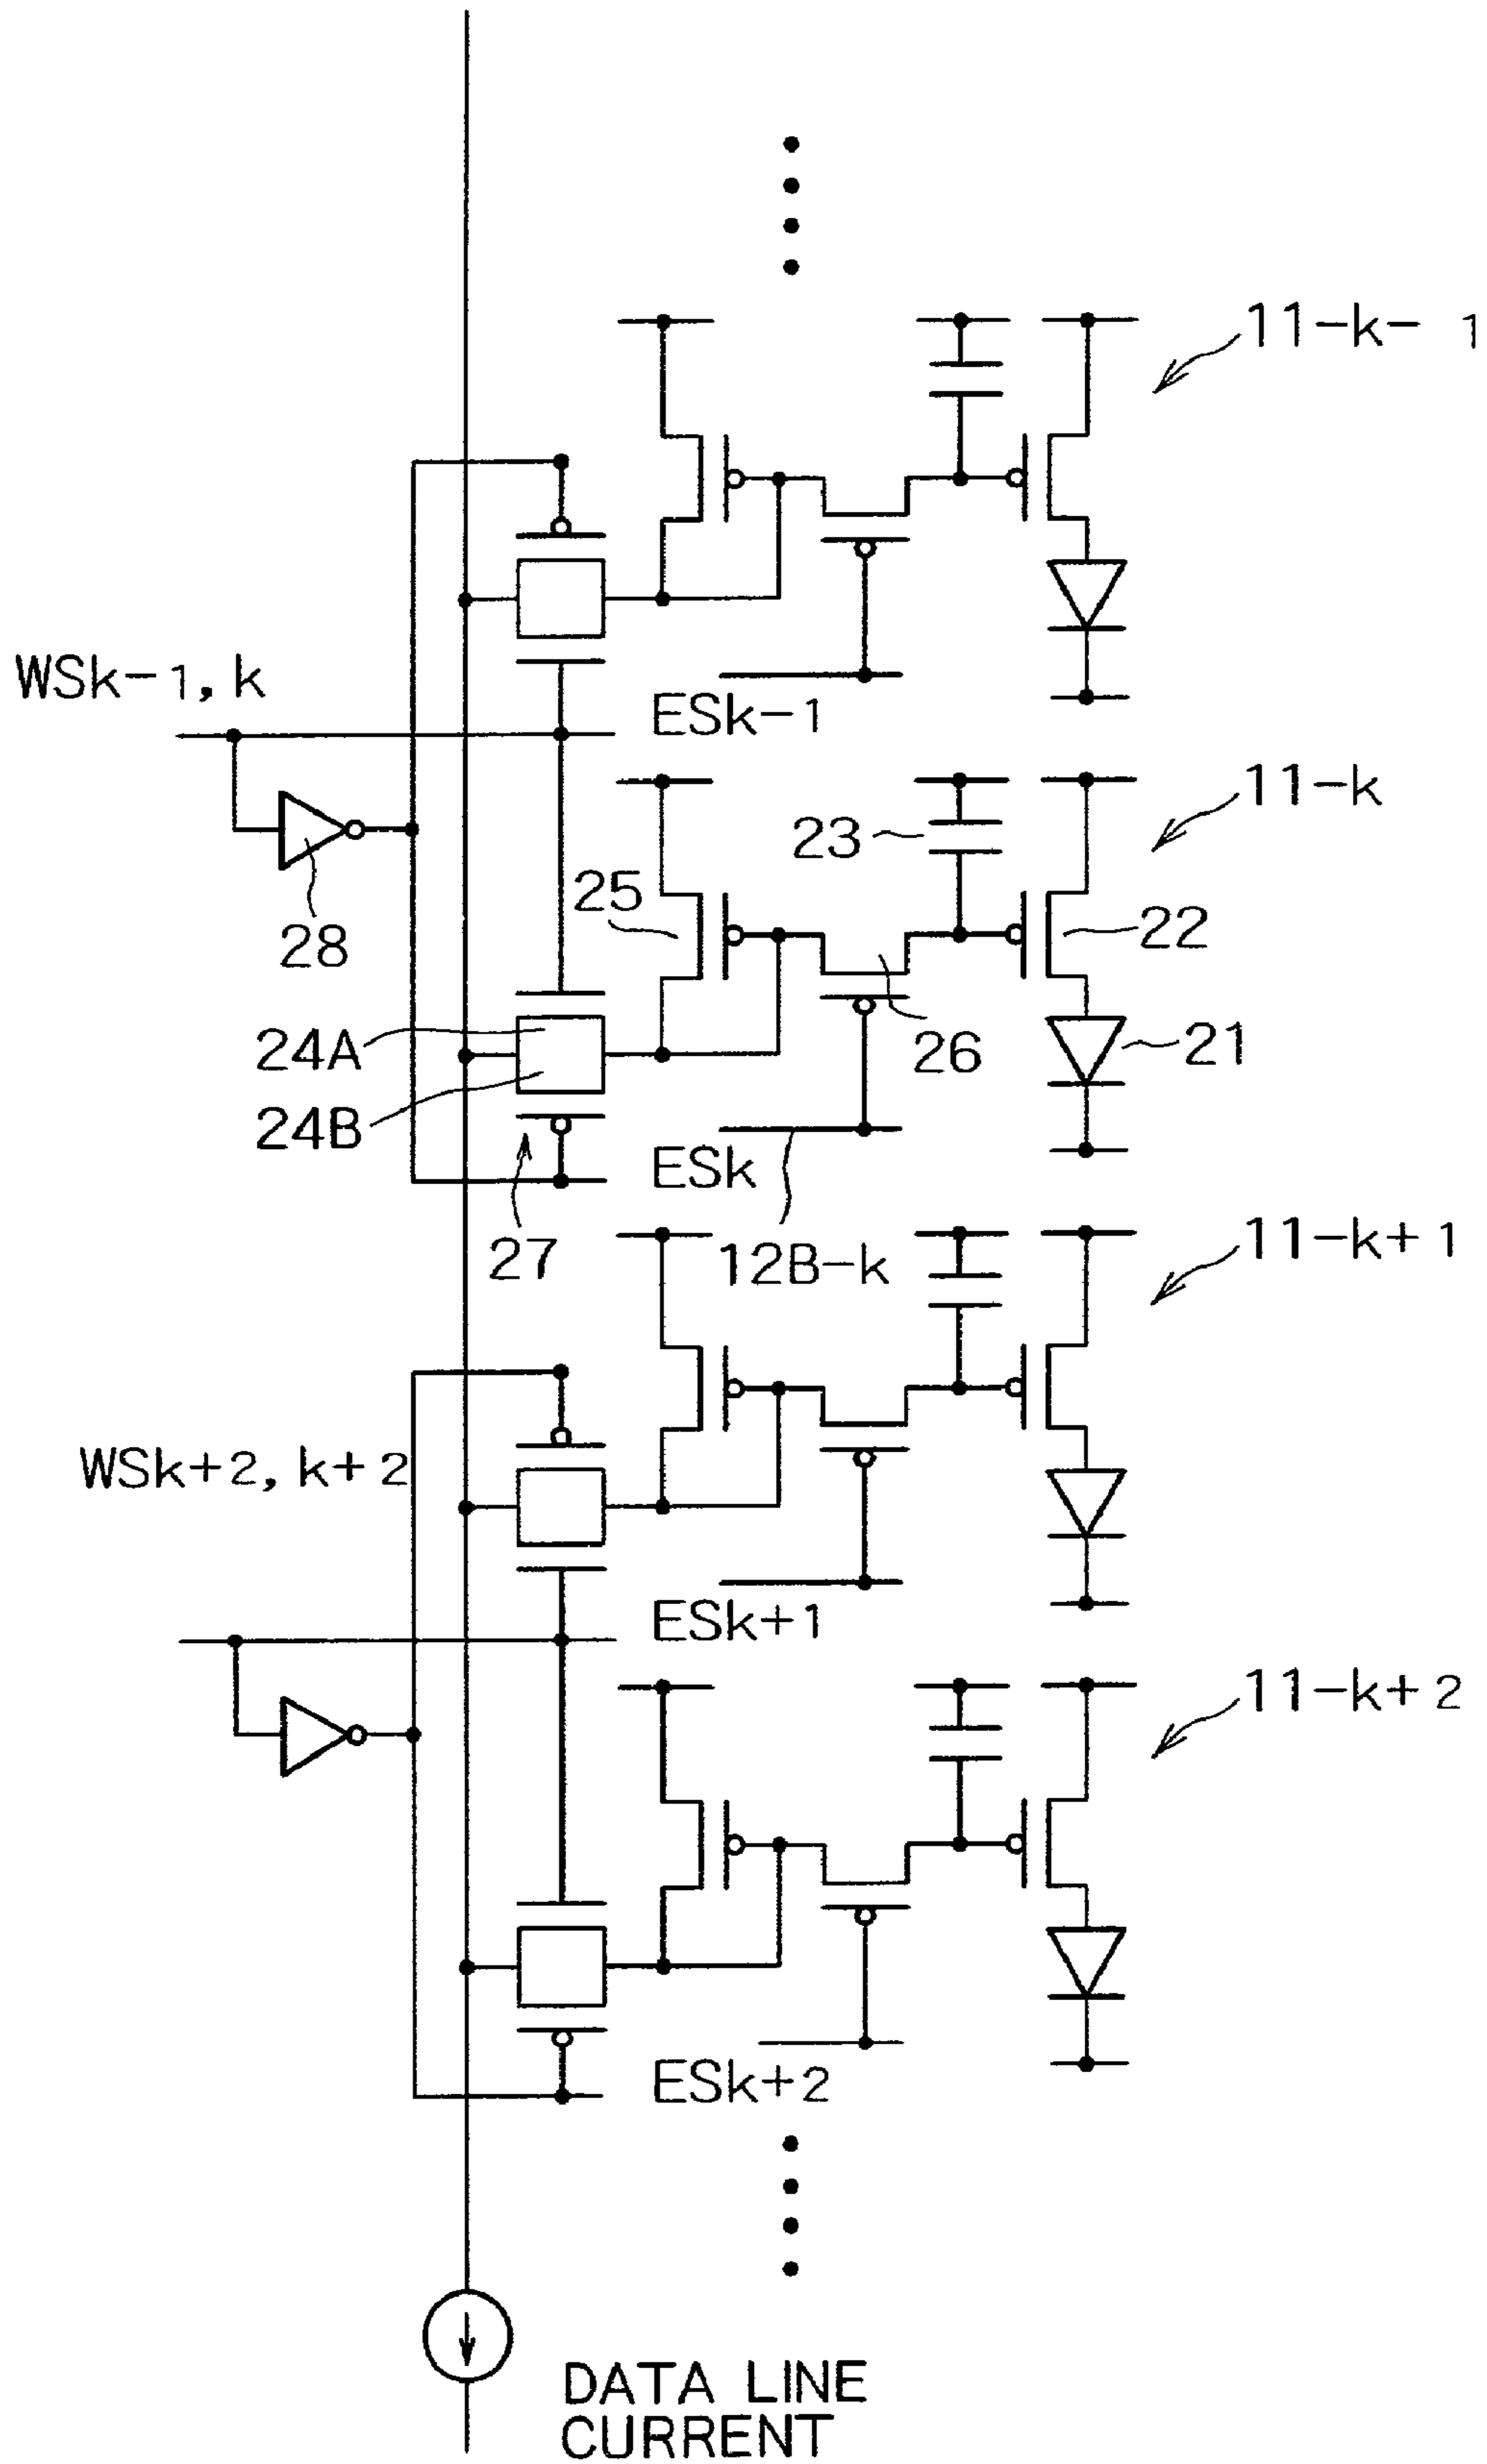 11-k-1
WSk-1, k
ESk-1
11-k
23
25
22
28
24A
26
21
24B
ESk
27
12B-k
11-k+1
WSk+2, k+2
ESk+1
11-k+2
ESk+2
DATA LINE
CURRENT